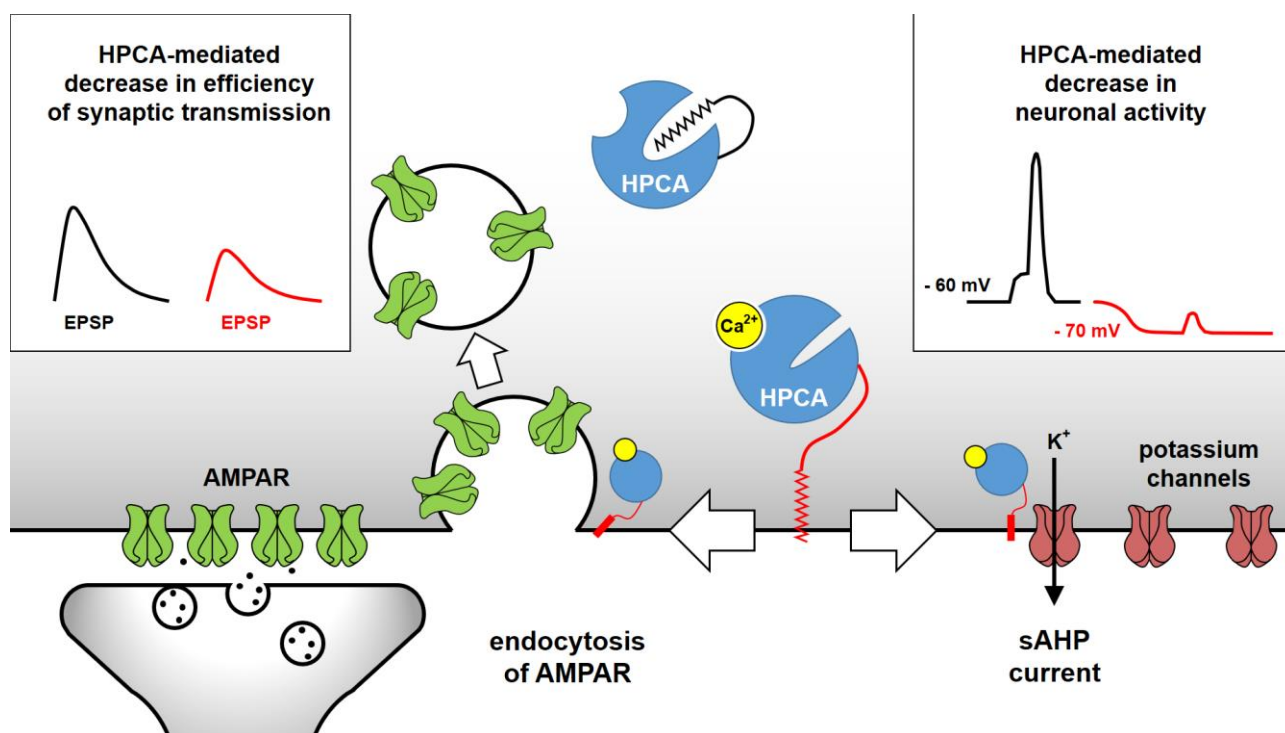 HPCA-mediated
decrease in efficiency
of synaptic transmission
EPSP
EPSP
HPCA
HPCA-mediated
decrease in
neuronal activity
- 60 mV
- 70 mV
Ca²⁺
HPCA
AMPAR
K⁺
potassium
channels
endocytosis
of AMPAR
sAHP
current